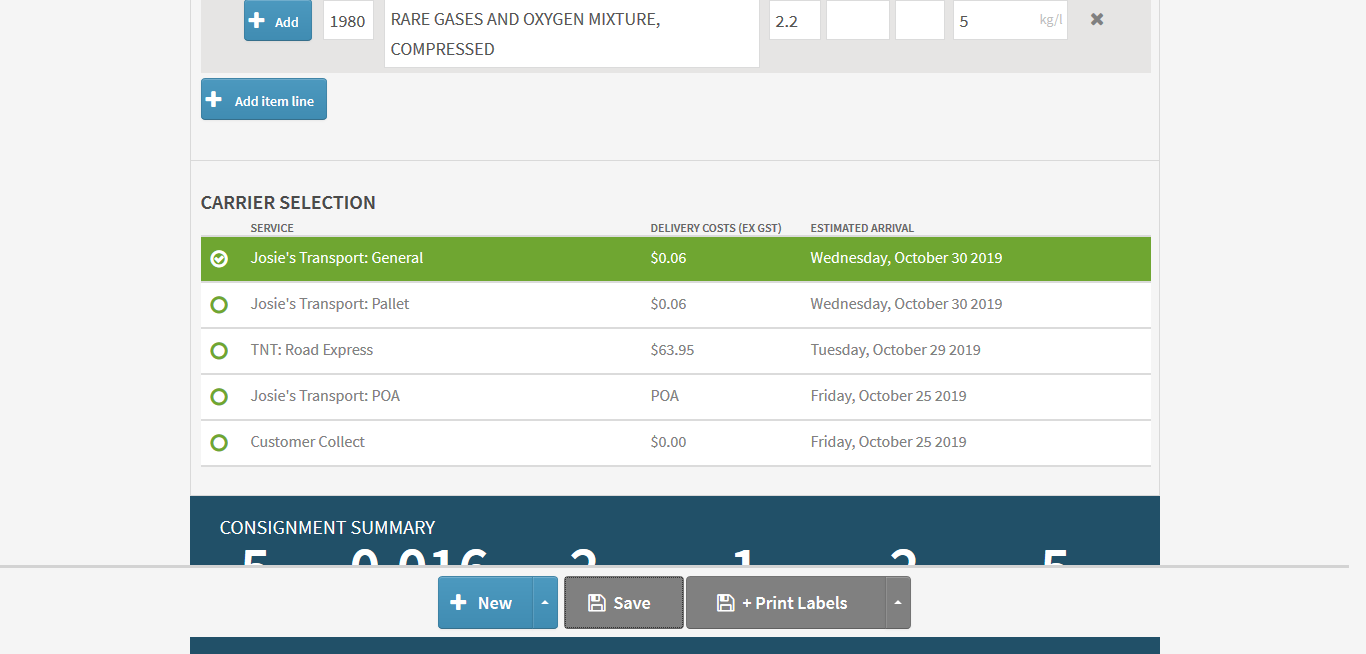 Add 1980 RARE GASES AND OXYGEN MIXTURE, 2.2 5 kg/l
COMPRESSED
Add item line
CARRIER SELECTION
SERVICE DELIVERY COSTS (EX GST) ESTIMATED ARRIVAL
Josie's Transport: General $0.06 Wednesday, October 30 2019
Josie's Transport: Pallet $0.06 Wednesday, October 30 2019
TNT: Road Express $63.95 Tuesday, October 29 2019
Josie's Transport: POA POA Friday, October 25 2019
Customer Collect $0.00 Friday, October 25 2019
CONSIGNMENT SUMMARY
New Save + Print Labels